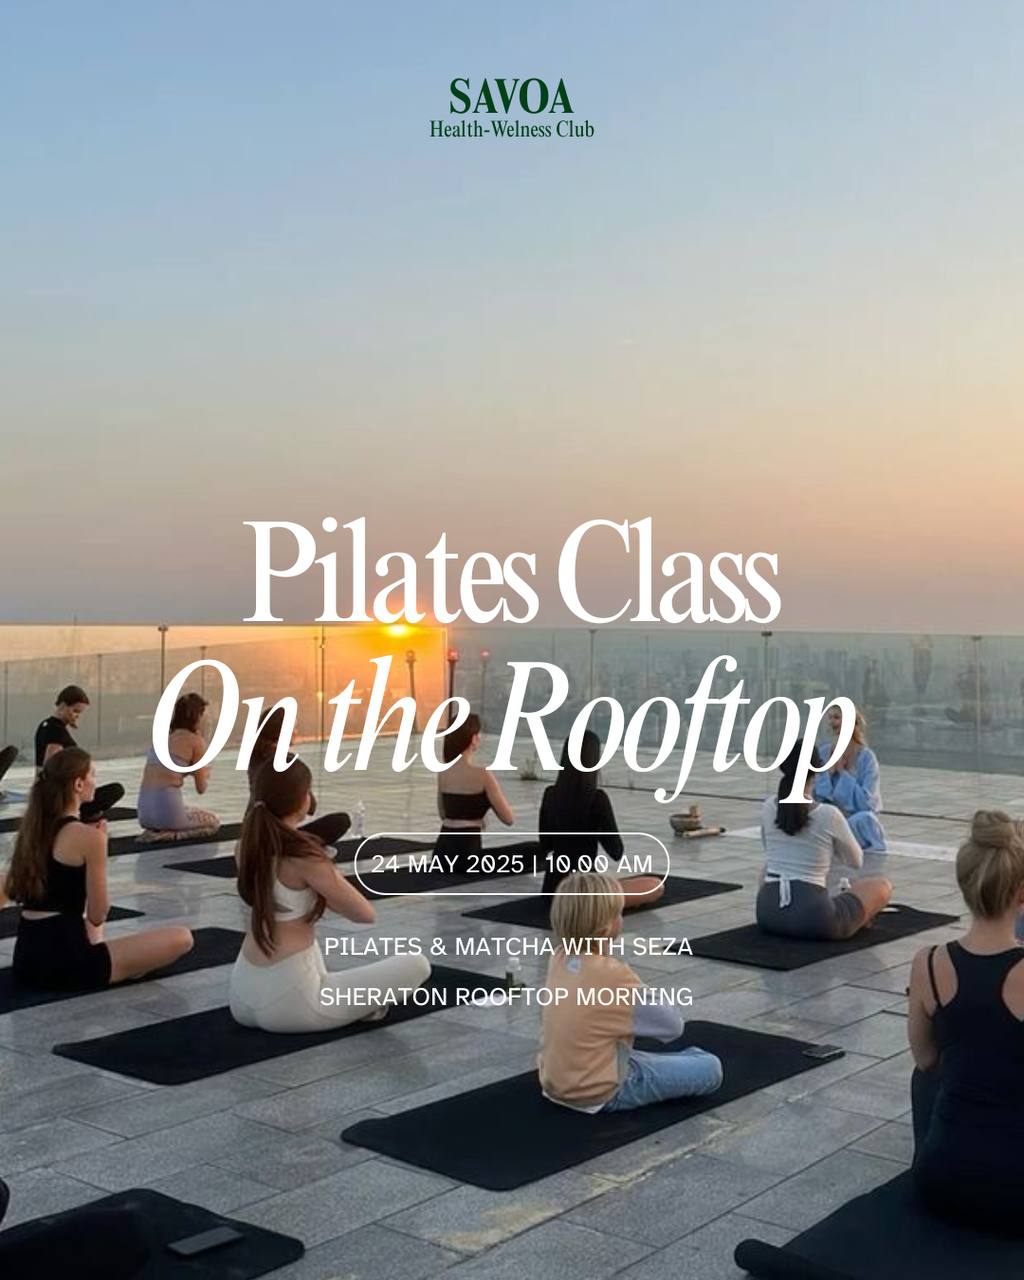 SAVOA
Health-Welness Club
Pilates Class
On the Rooftop
24 MAY 2025 | 10.00 AM
PILATES & MATCHA WITH SEZA
SHERATON ROOFTOP MORNING